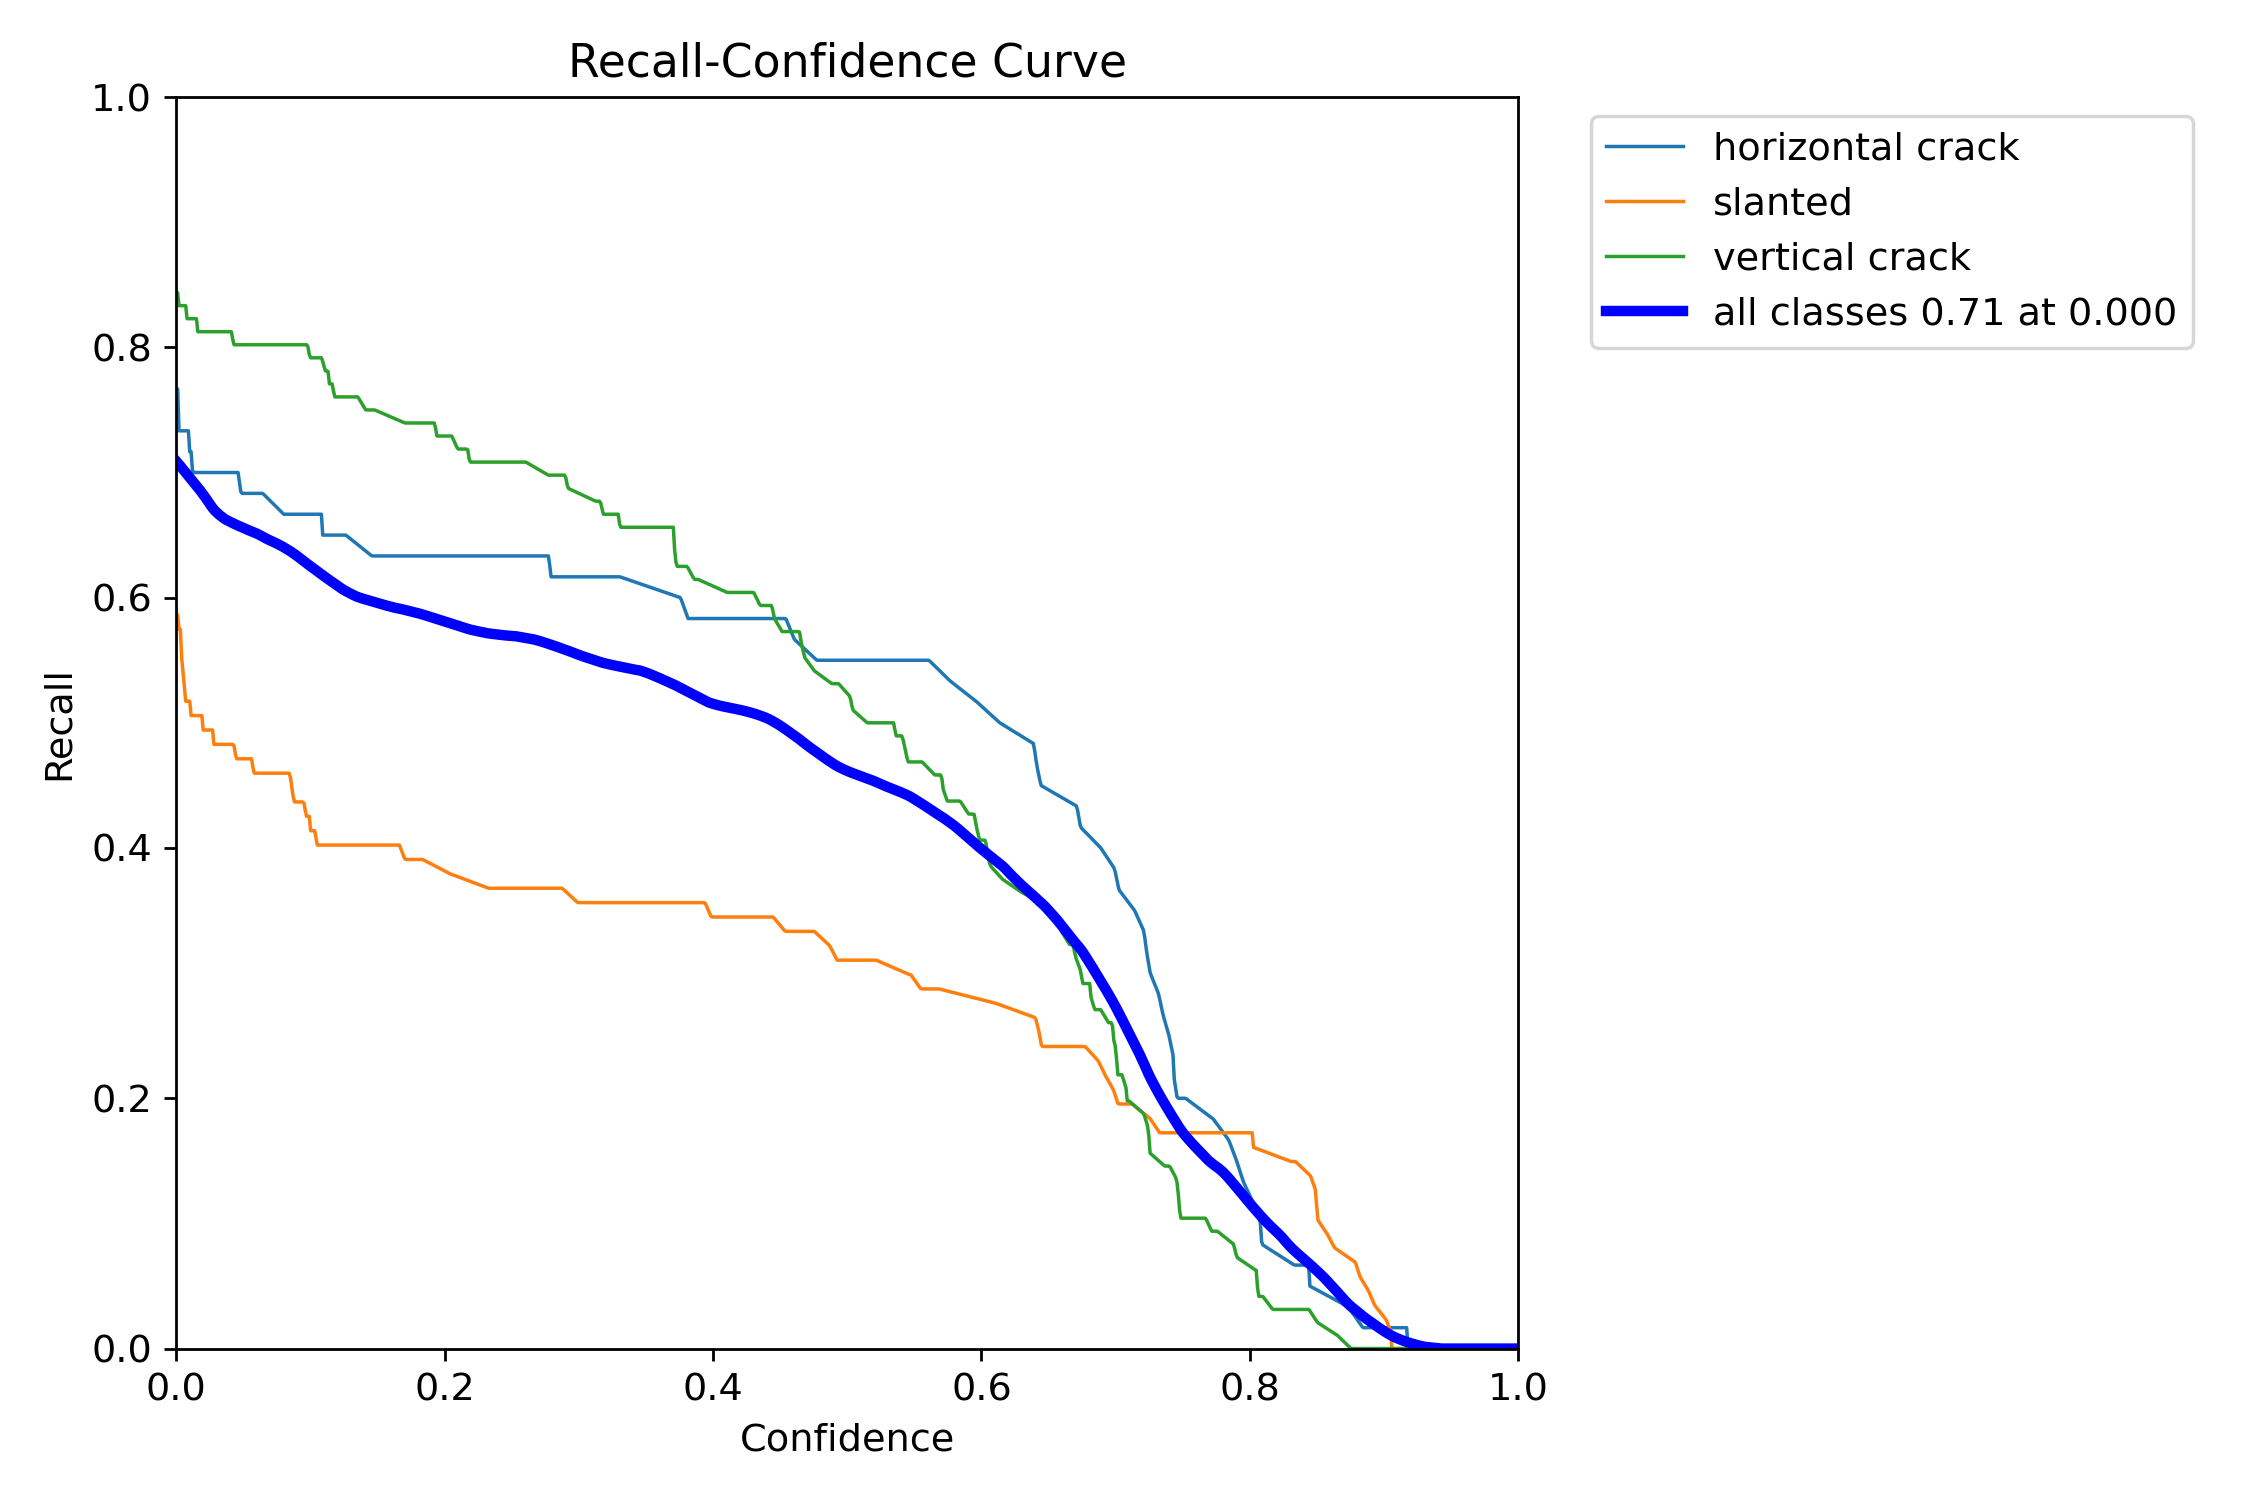 Recall-Confidence Curve
1.0
0.8
0.6
0.4
0.2
0.0
Recall
0.0 0.2 0.4 0.6 0.8 1.0
Confidence
horizontal crack
slanted
vertical crack
all classes 0.71 at 0.000